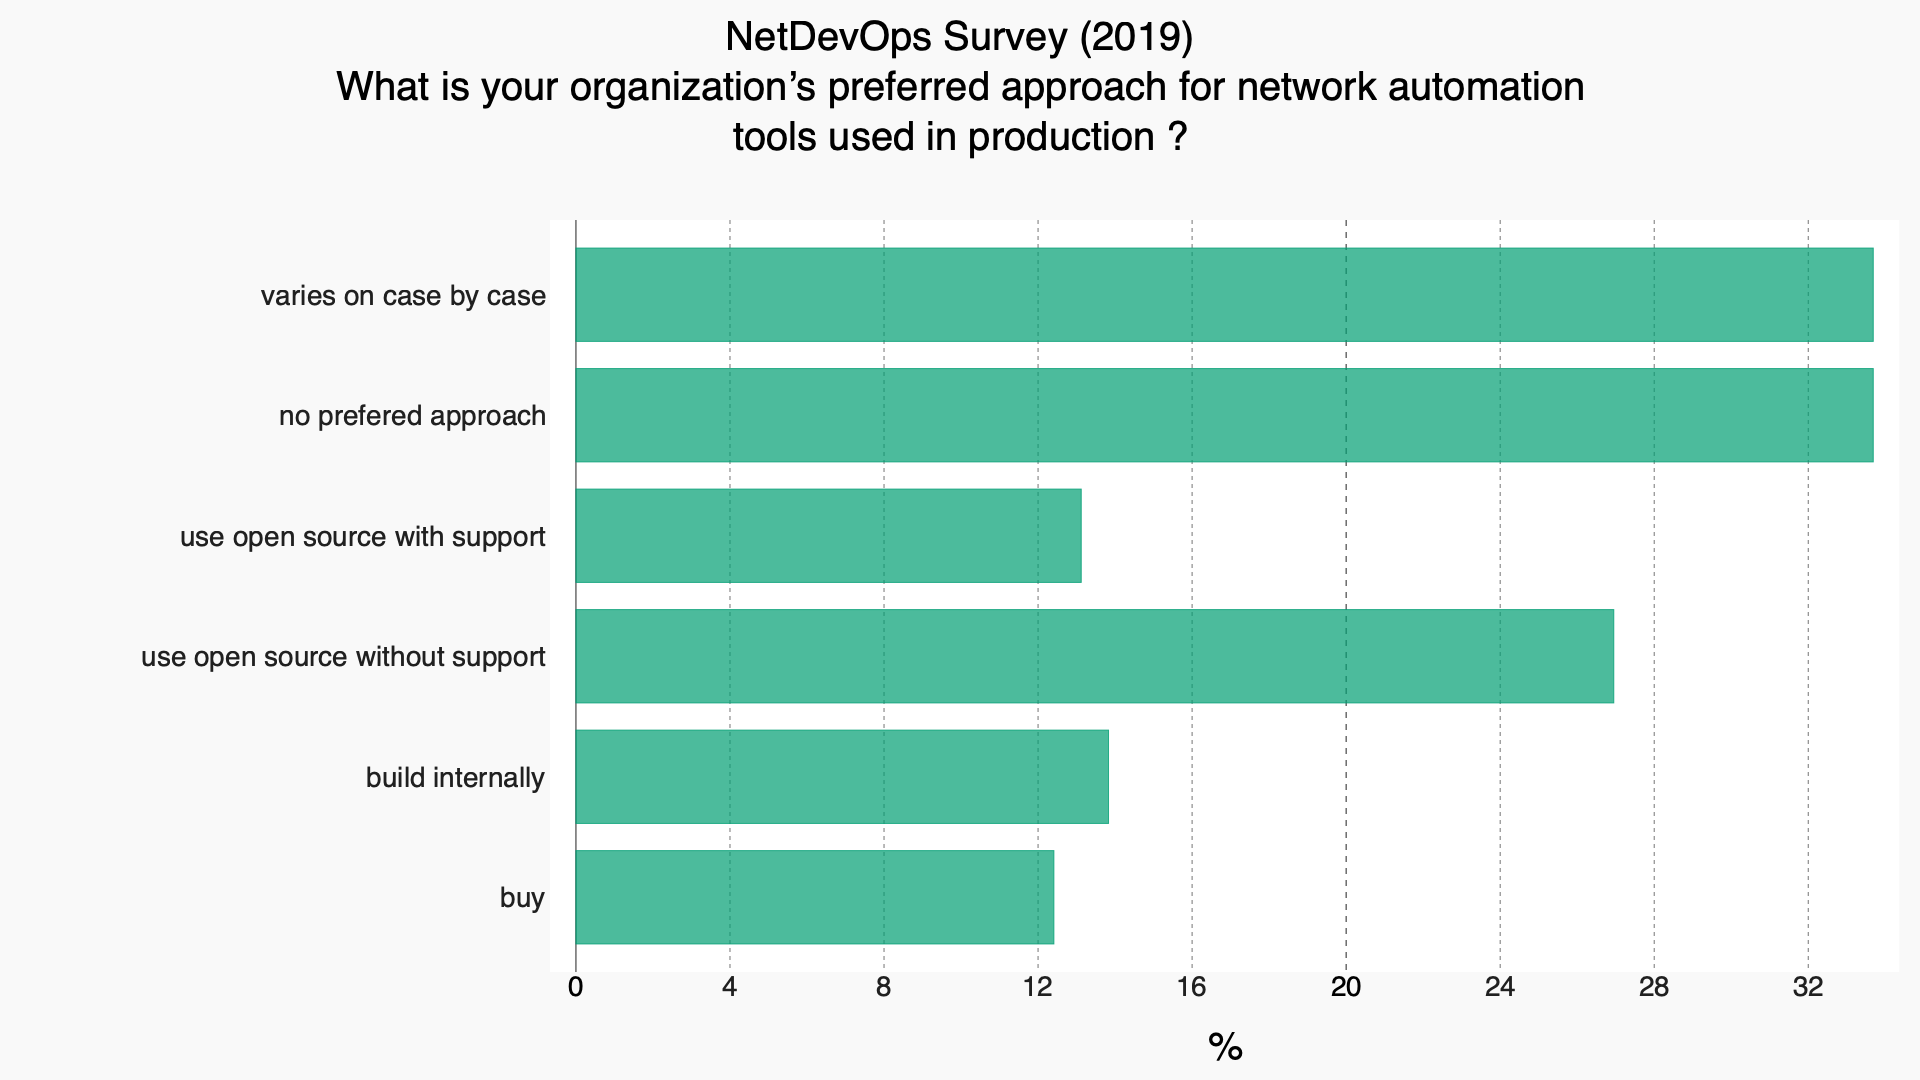 NetDevOps Survey (2019)
What is your organization’s preferred approach for network automation
tools used in production ?
varies on case by case
no prefered approach
use open source with support
use open source without support
build internally
buy
0 4 8 12 16 20 24 28 32
%